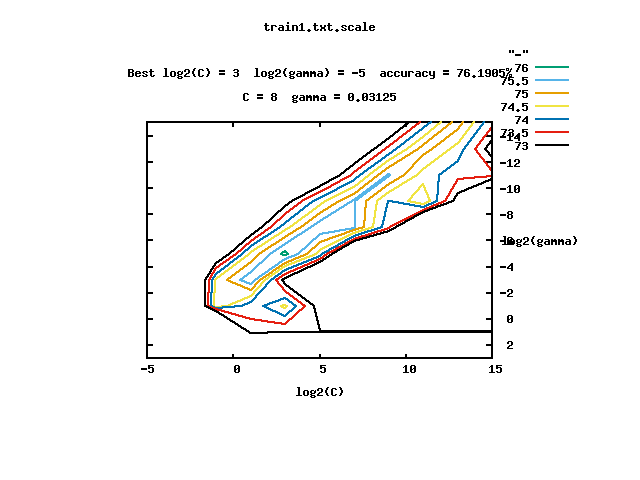 train1.txt.scale
"-"
Best log2(C) = 3  log2(gamma) = -5  accuracy = 76.1905%
76
75.5
75
74.5
74
73.5
73
C = 8  gamma = 0.03125
-14
-12
-10
-8
-6
log2(gamma)
-4
-2
0
2
-5 0 5 10 15
log2(C)